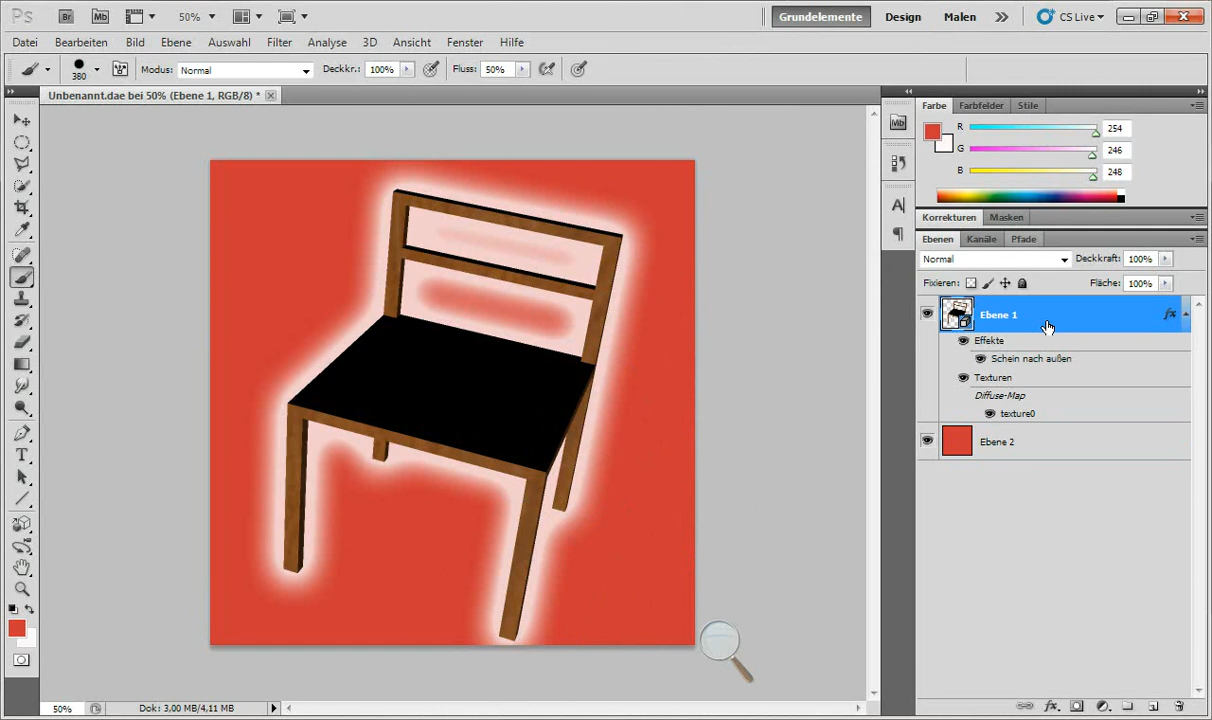 Ps Br Mb 50% Grundelemente Design Malen CS Live
Datei Bearbeiten Bild Ebene Auswahl Filter Analyse 3D Ansicht Fenster Hilfe
380 Modus: Normal Deckkr.: 100% Fluss: 50%
Unbenannt.dae bei 50% (Ebene 1, RGB/8) *
Farbe Farbfelder Stile
R 254
G 246
B 248
Mb
Korrekturen Masken
Ebenen Kanäle Pfade
Normal Deckkraft: 100%
Fixieren: Fläche: 100%
Ebene 1 fx
Effekte
Schein nach außen
Texturen
Diffuse-Map
texture0
Ebene 2
50% Dok: 3,00 MB/4,11 MB
fx